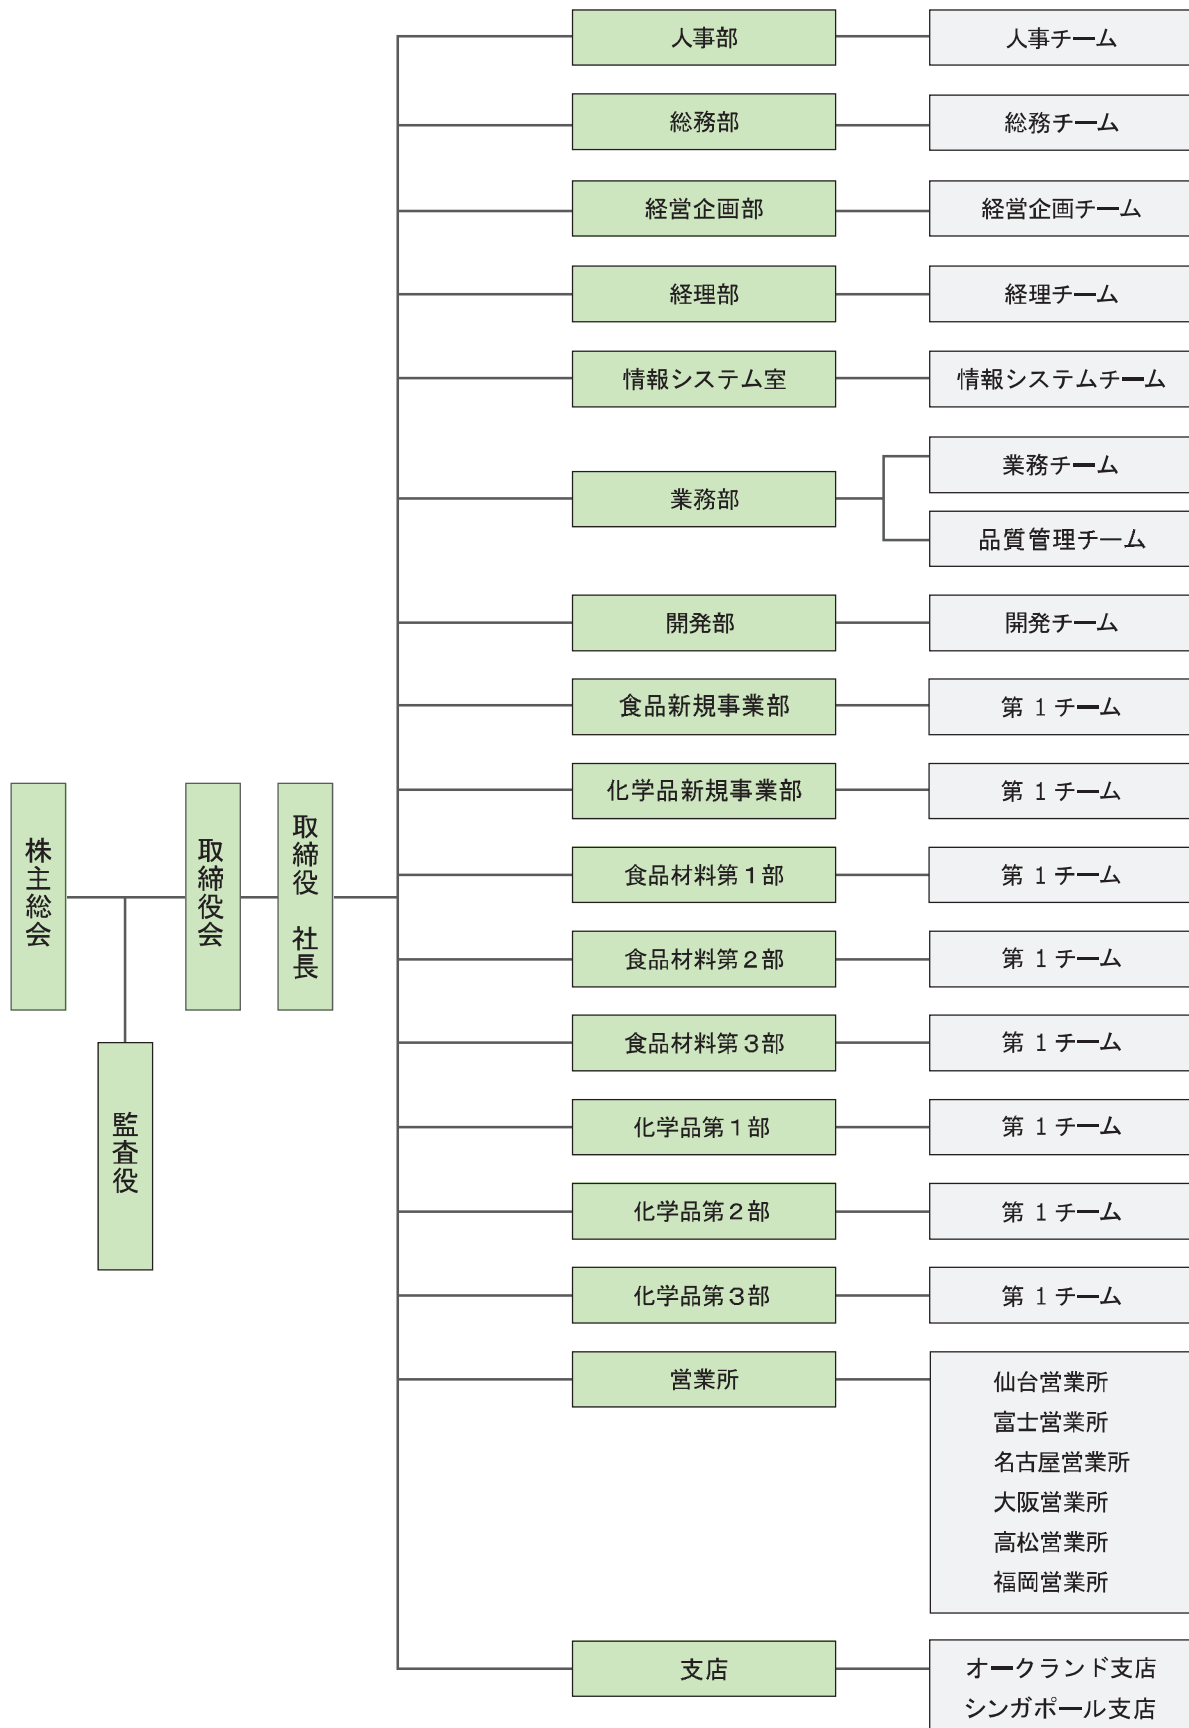 株主総会
監査役
取締役会
取締役 社長
人事部
人事チーム
総務部
総務チーム
経営企画部
経営企画チーム
経理部
経理チーム
情報システム室
情報システムチーム
業務部
業務チーム
品質管理チーム
開発部
開発チーム
食品新規事業部
第 1 チーム
化学品新規事業部
第 1 チーム
食品材料第1部
第 1 チーム
食品材料第2部
第 1 チーム
食品材料第3部
第 1 チーム
化学品第1部
第 1 チーム
化学品第2部
第 1 チーム
化学品第3部
第 1 チーム
営業所
仙台営業所
富士営業所
名古屋営業所
大阪営業所
高松営業所
福岡営業所
支店
オークランド支店
シンガポール支店